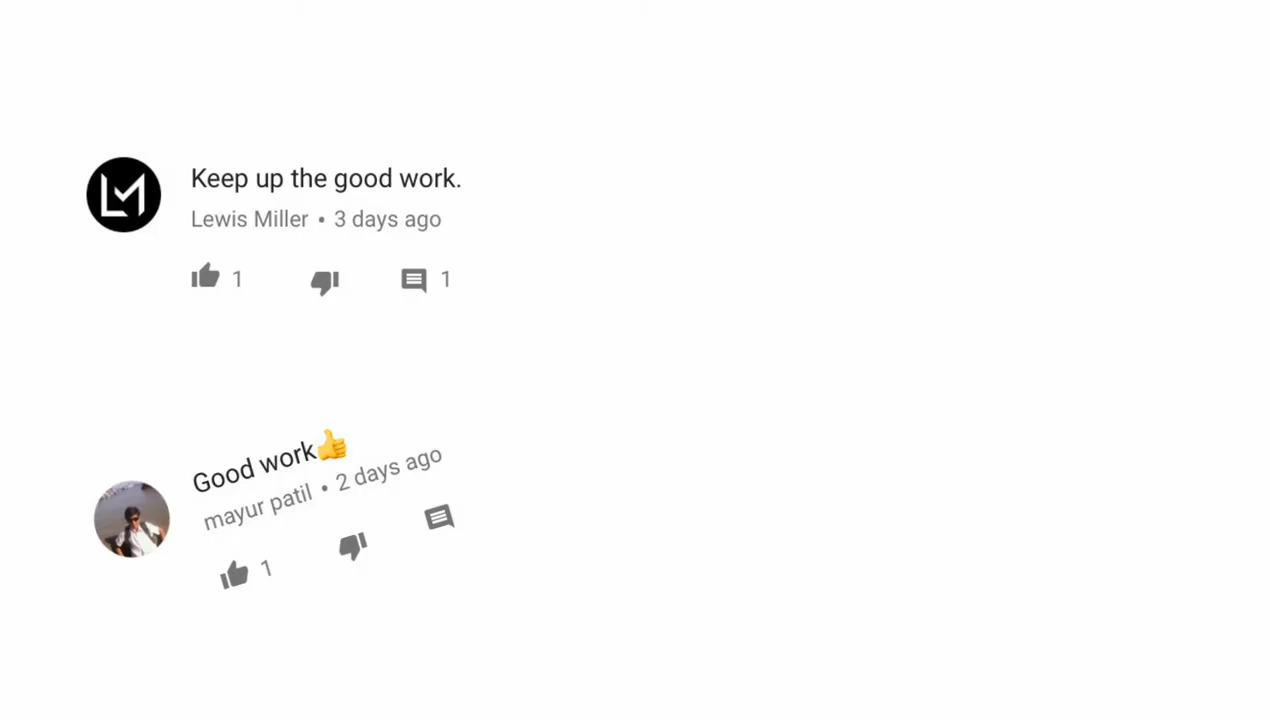 LM
Keep up the good work.
Lewis Miller • 3 days ago
1 1
Good work👍
mayur patil • 2 days ago
1